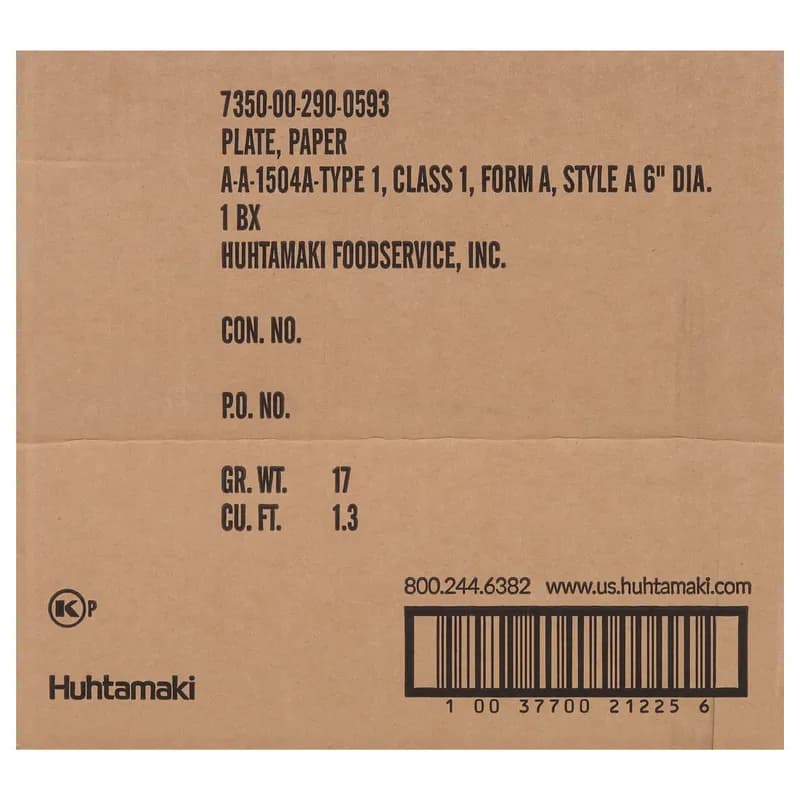 7350-00-290-0593
PLATE, PAPER
A-A-1504A-TYPE 1, CLASS 1, FORM A, STYLE A 6" DIA.
1 BX
HUHTAMAKI FOODSERVICE, INC.
CON. NO.
P.O. NO.
GR. WT. 17
CU. FT. 1.3
800.244.6382 www.us.huhtamaki.com
K P
Huhtamaki
1 00 37700 21225 6